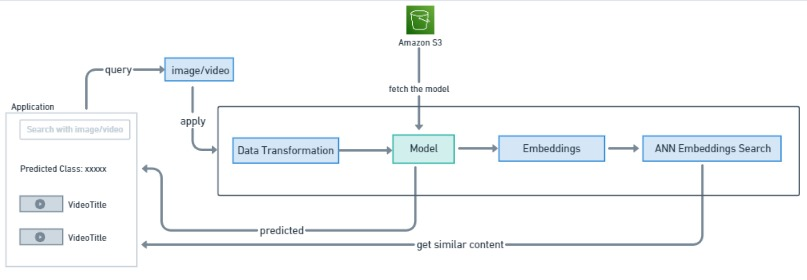 Amazon S3
query
image/video
fetch the model
Application
Search with image/video
apply
Data Transformation
Model
Embeddings
ANN Embeddings Search
Predicted Class: xxxxx
VideoTitle
VideoTitle
predicted
get similar content